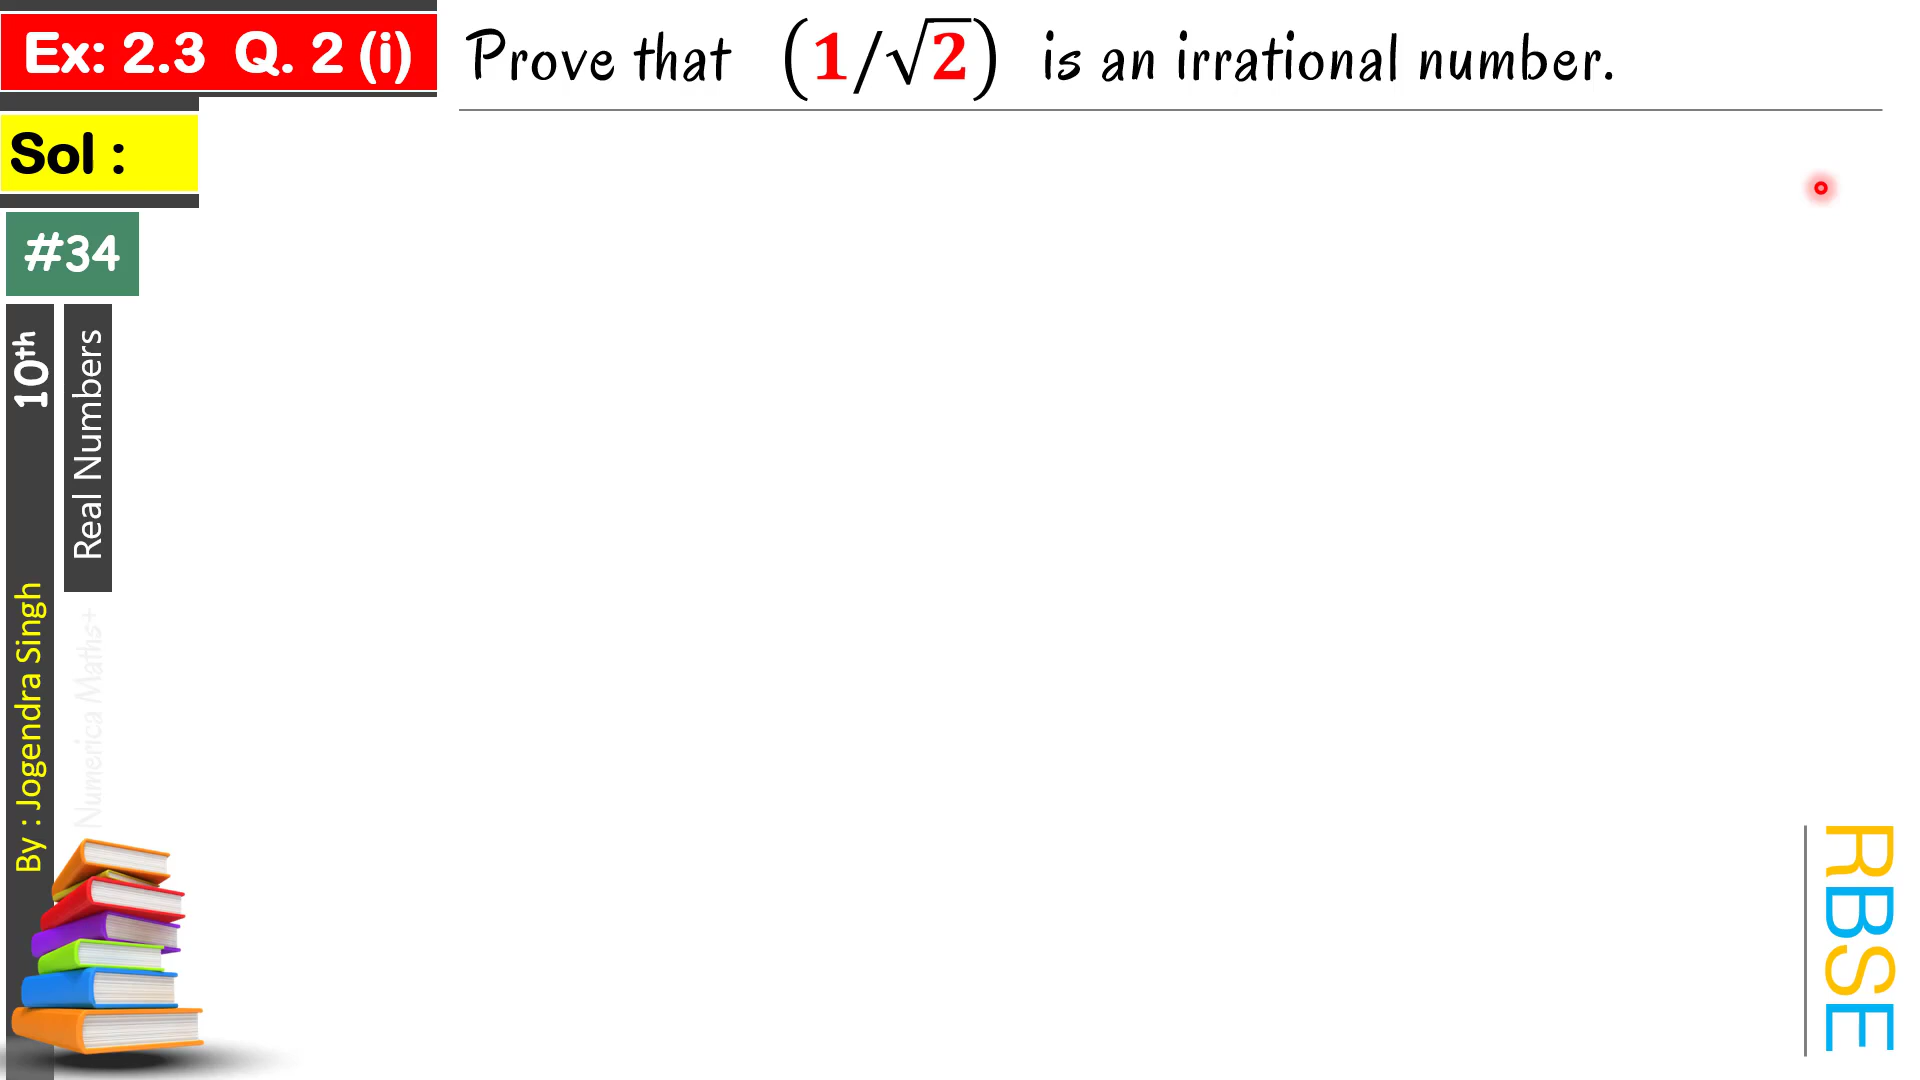 Ex: 2.3 Q. 2 (i)
Prove that (1/√2) is an irrational number.
Sol :
#34
10th
Real Numbers
By : Jogendra Singh
Numerica Maths+
RBSE